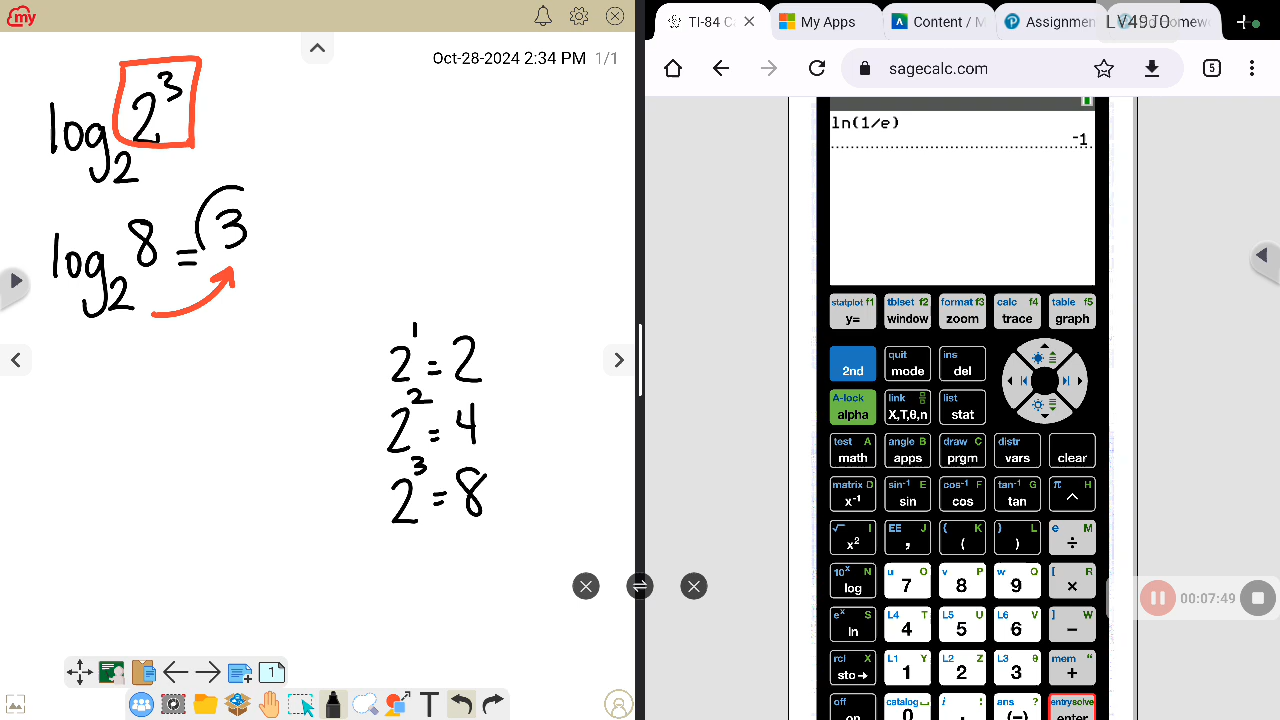 my
Oct-28-2024 2:34 PM 1/1
log₂ 2³
log₂ 8 = 3
2¹ = 2
2² = 4
2³ = 8
1
T
TI-84 C
My Apps
Content / M
Assignmen
LV49J0
sagecalc.com
5
ln(1/e)
-1
statplot f1 tblset f2 format f3 calc f4 table f5
y= window zoom trace graph
quit ins
2nd mode del
A-lock link list
alpha X,T,θ,n stat
test A angle B draw C distr
math apps prgm vars clear
matrix D sin⁻¹ E cos⁻¹ F tan⁻¹ G π H
x⁻¹ sin cos tan ^
√ I EE J { K } L e M
x² , ( ) ÷
10ˣ N u O v P w Q [ R
log 7 8 9 ×
eˣ S L4 T L5 U L6 V ] W
ln 4 5 6 −
rcl X L1 Y L2 Z L3 θ mem "
sto→ 1 2 3 +
off catalog i : ans ? entrysolve
on 0 . (−) enter
00:07:49